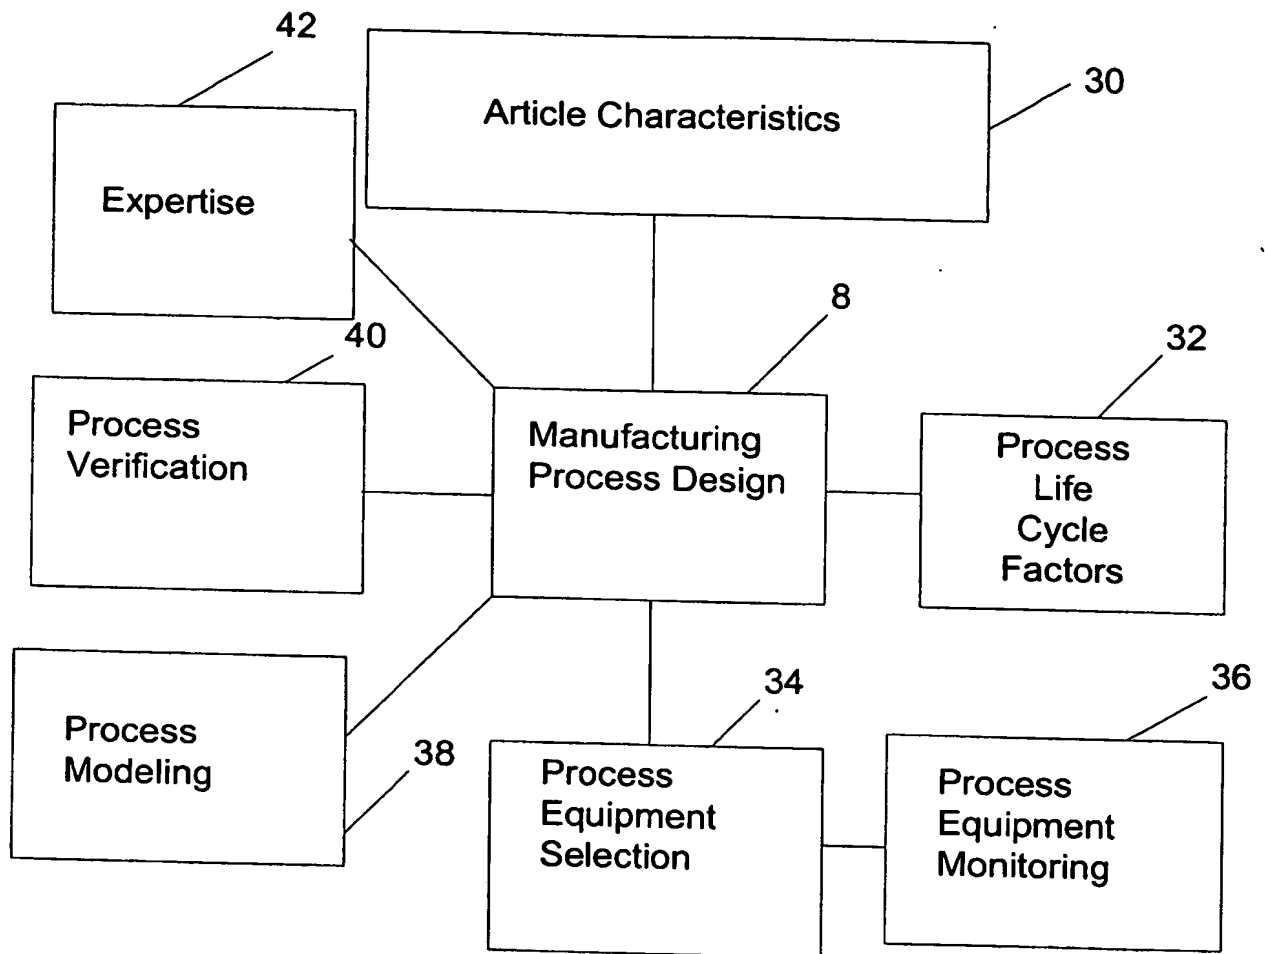 42
Article Characteristics
30
Expertise
8
40
32
Process
Verification
Manufacturing
Process Design
Process
Life
Cycle
Factors
34
36
Process
Modeling
38
Process
Equipment
Selection
Process
Equipment
Monitoring